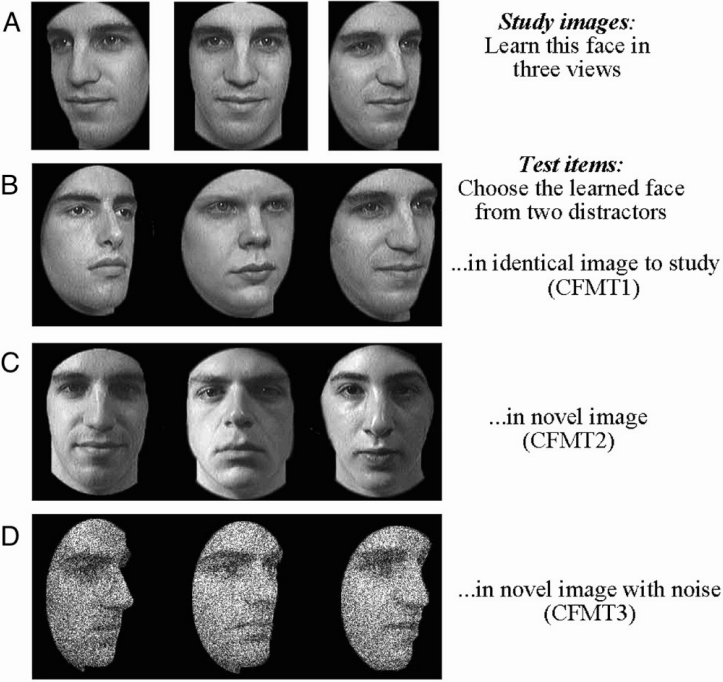 A
Study images:
Learn this face in
three views
B
Test items:
Choose the learned face
from two distractors
...in identical image to study
(CFMT1)
C
...in novel image
(CFMT2)
D
...in novel image with noise
(CFMT3)